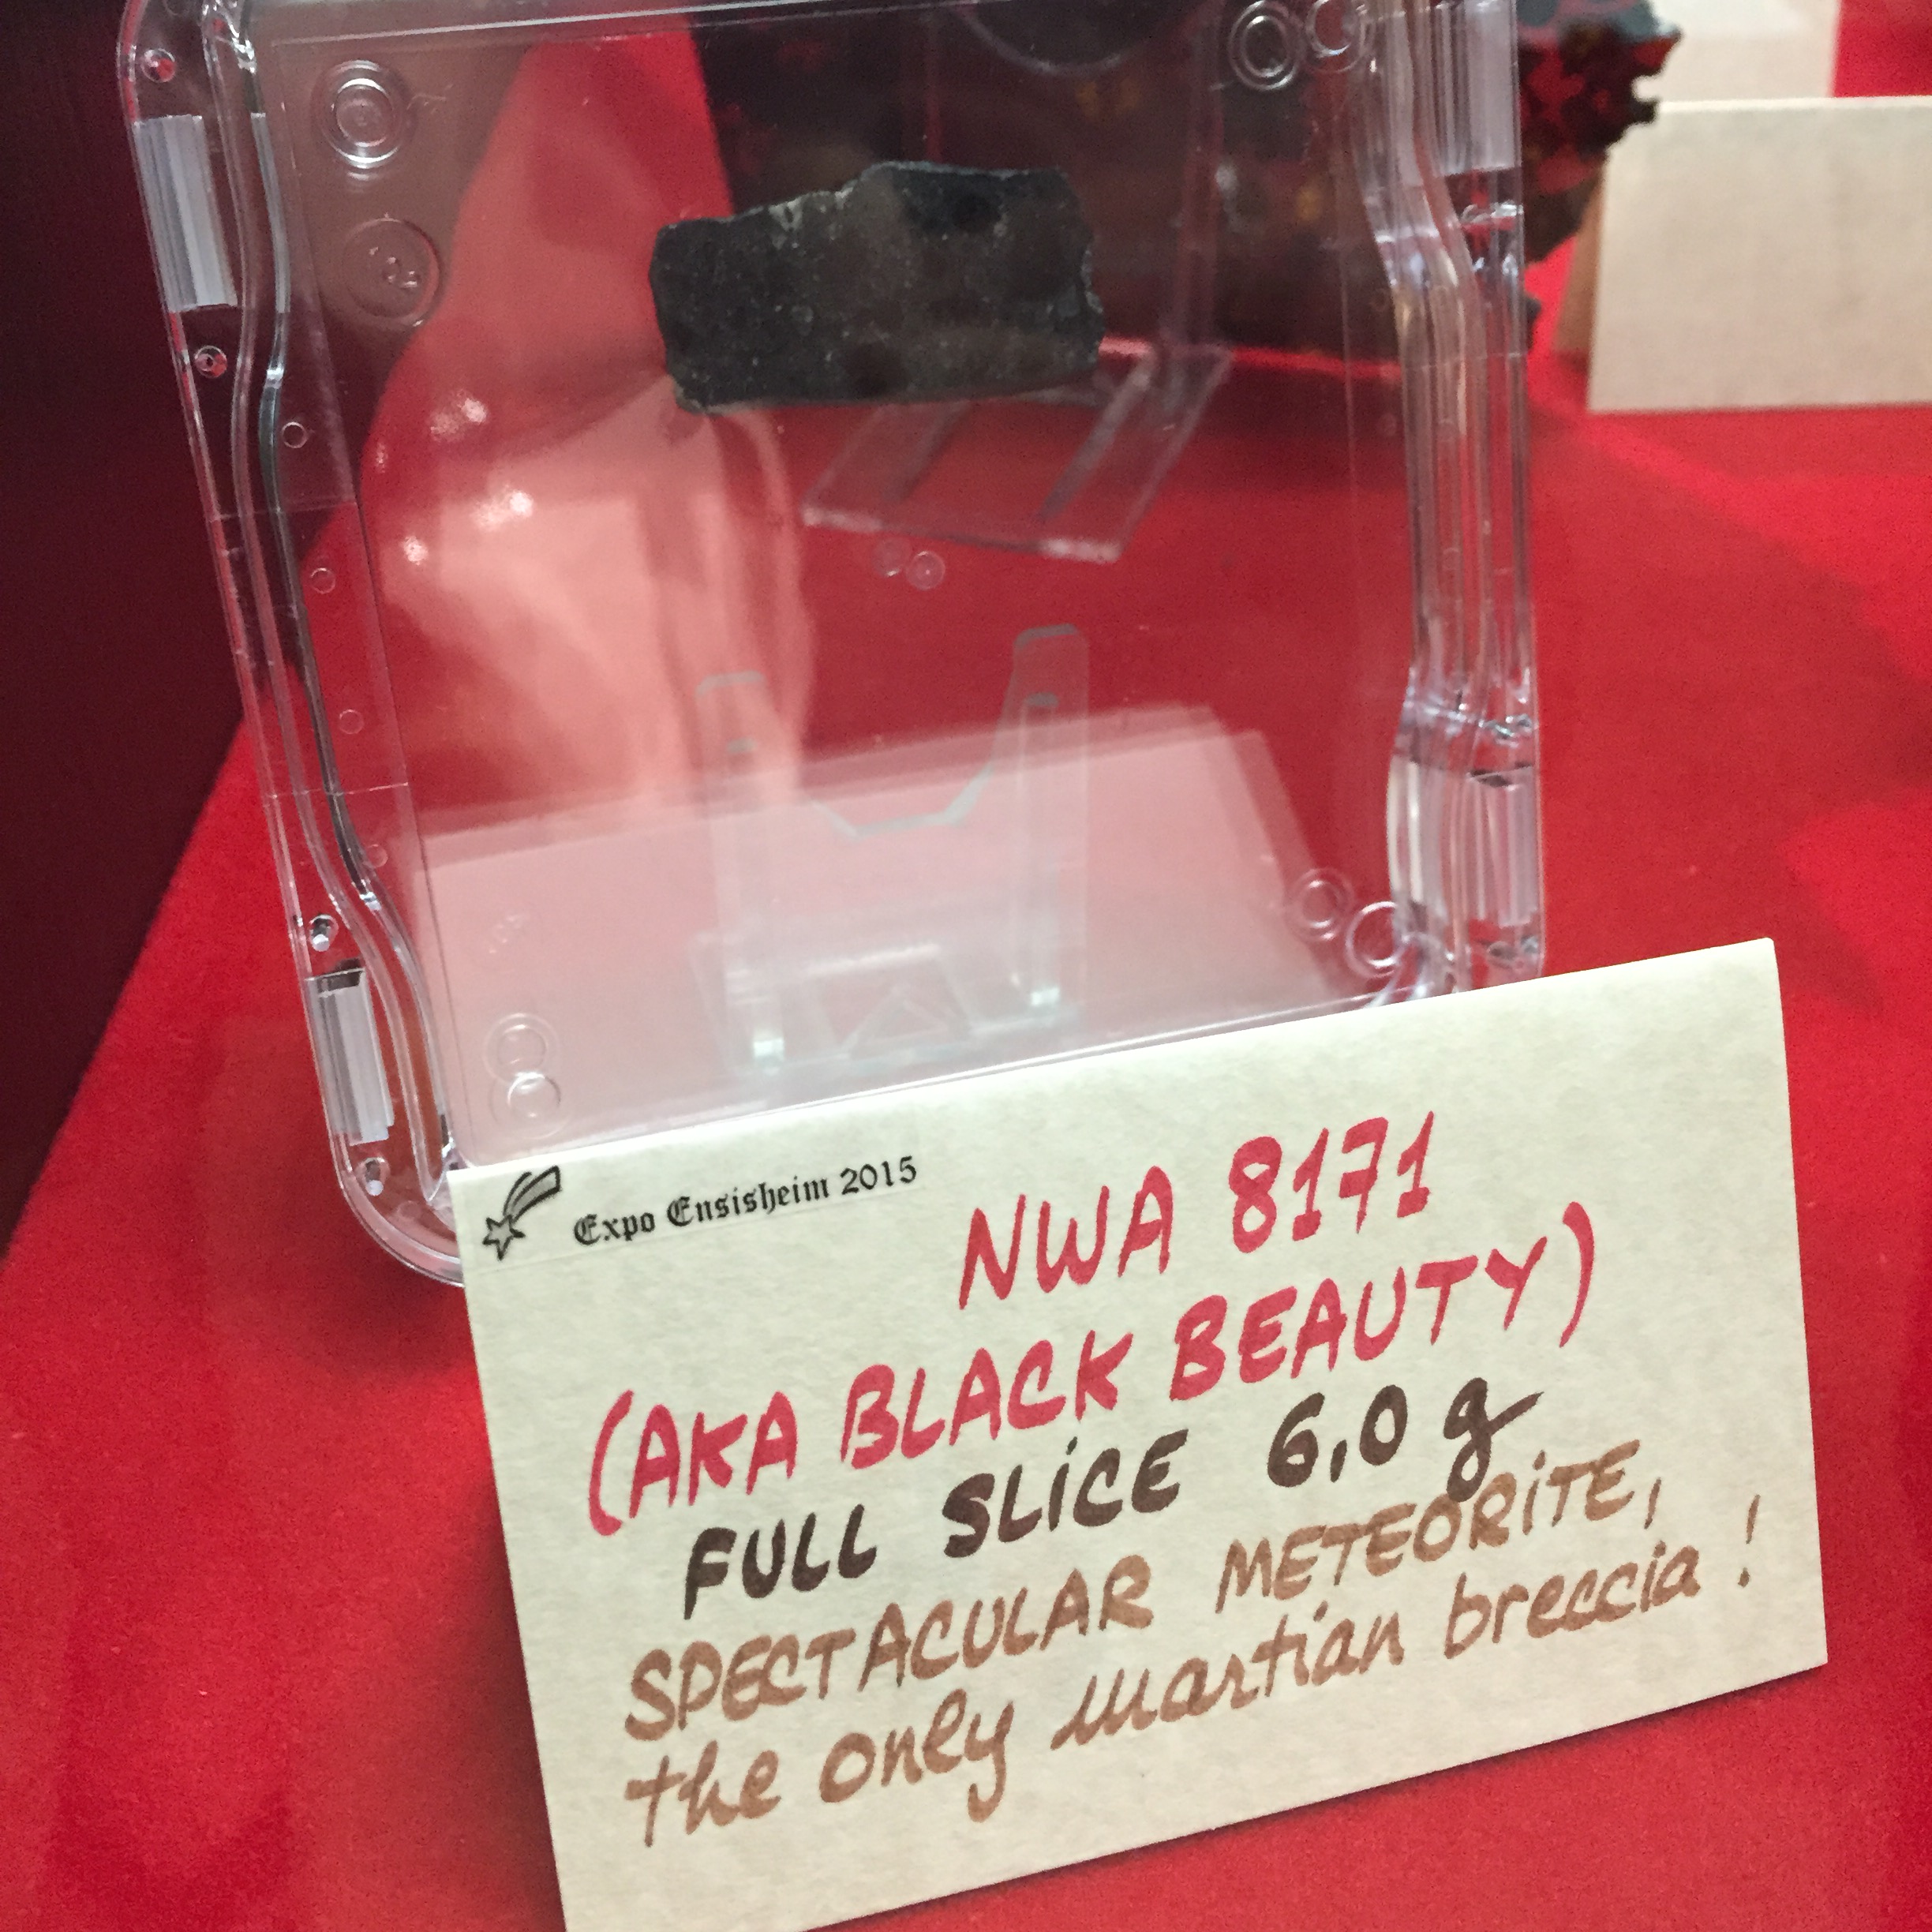 Expo Ensisheim 2015
NWA 8171
(AKA BLACK BEAUTY)
FULL SLiCE 6,0 g
SPECTACULAR METEORiTE,
the only martian breccia !